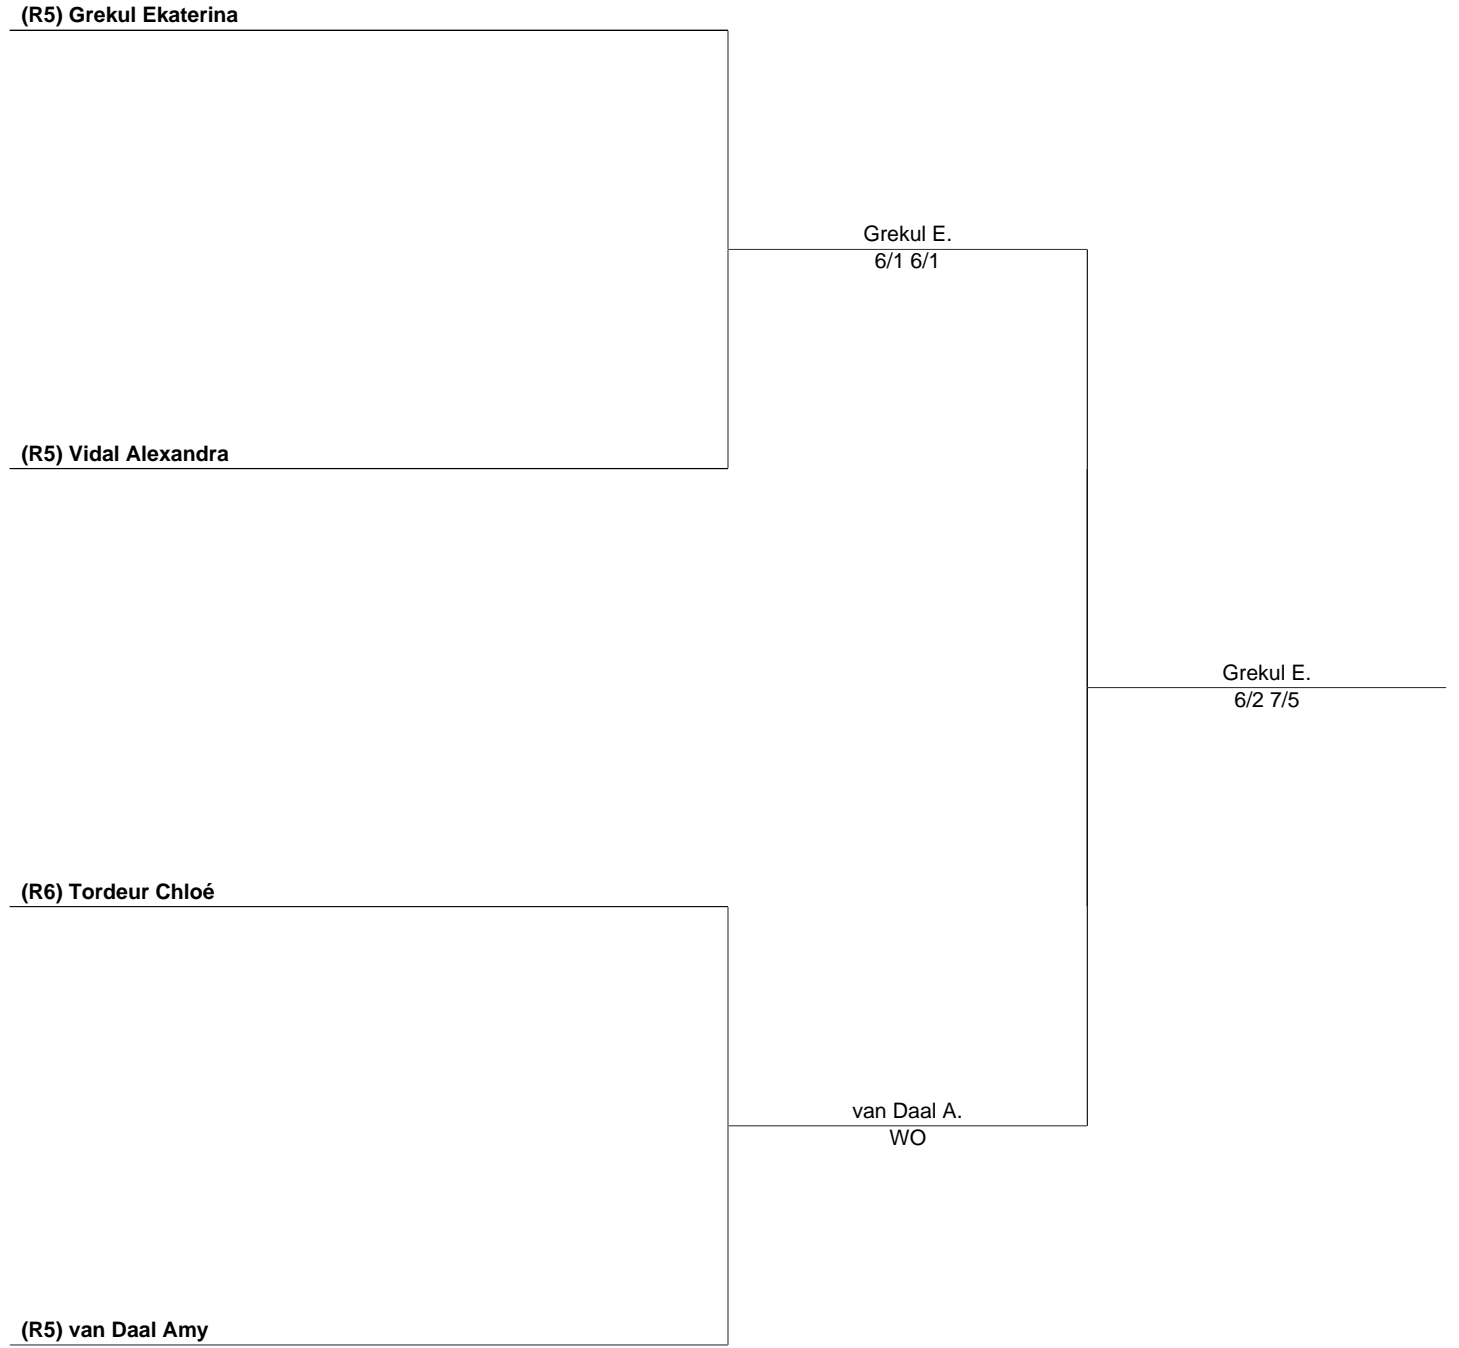 (R5) Grekul Ekaterina
Grekul E.
6/1 6/1
(R5) Vidal Alexandra
Grekul E.
6/2 7/5
(R6) Tordeur Chloé
van Daal A.
WO
(R5) van Daal Amy